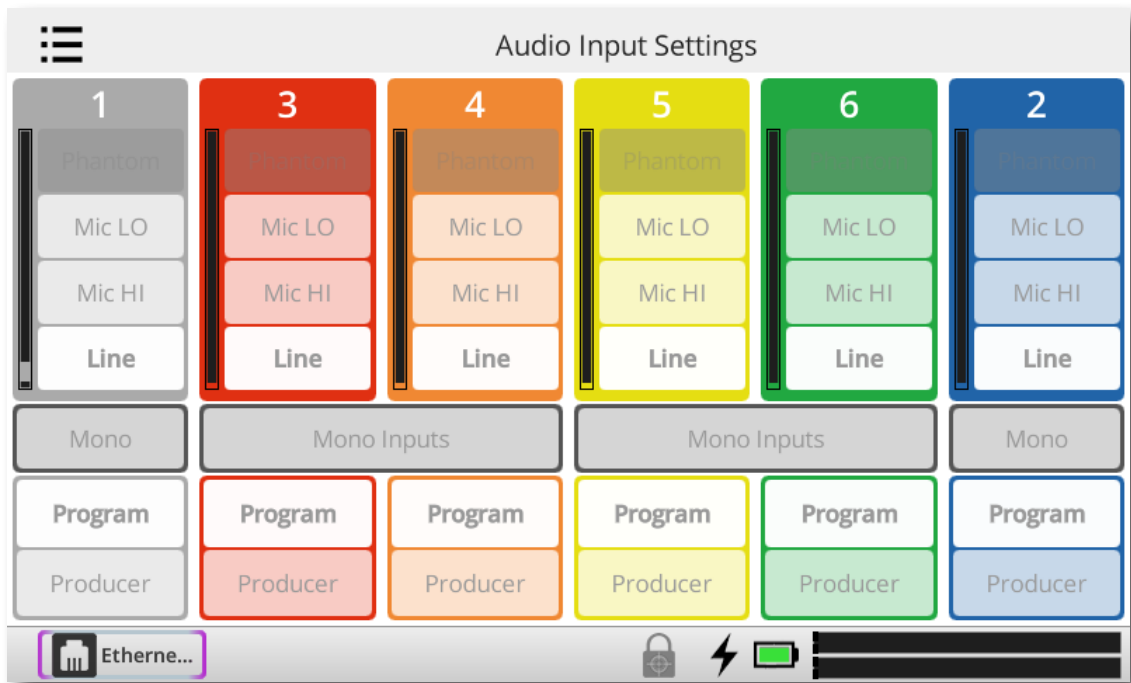 Audio Input Settings
1 3 4 5 6 2
Phantom Phantom Phantom Phantom Phantom Phantom
Mic LO Mic LO Mic LO Mic LO Mic LO Mic LO
Mic HI Mic HI Mic HI Mic HI Mic HI Mic HI
Line Line Line Line Line Line
Mono Mono Inputs Mono Inputs Mono
Program Program Program Program Program Program
Producer Producer Producer Producer Producer Producer
Etherne...